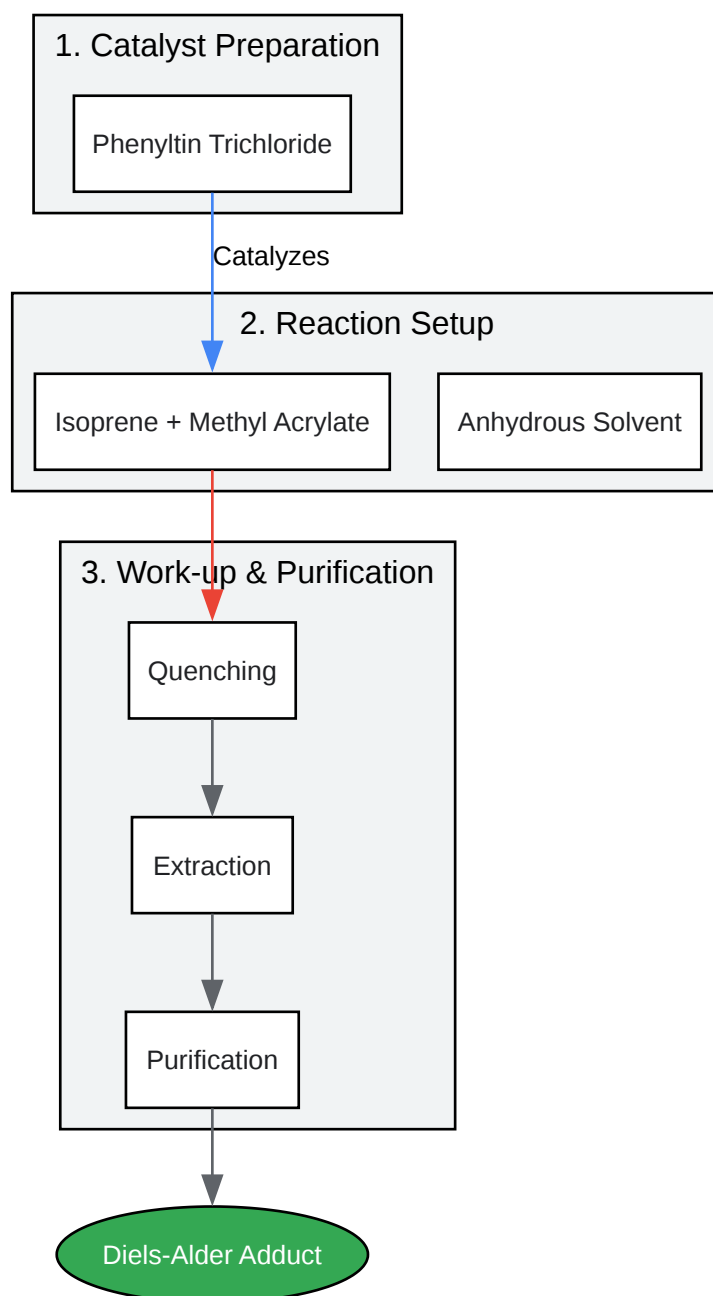 1. Catalyst Preparation
Phenyltin Trichloride
Catalyzes
2. Reaction Setup
Isoprene + Methyl Acrylate
Anhydrous Solvent
3. Work-up & Purification
Quenching
Extraction
Purification
Diels-Alder Adduct